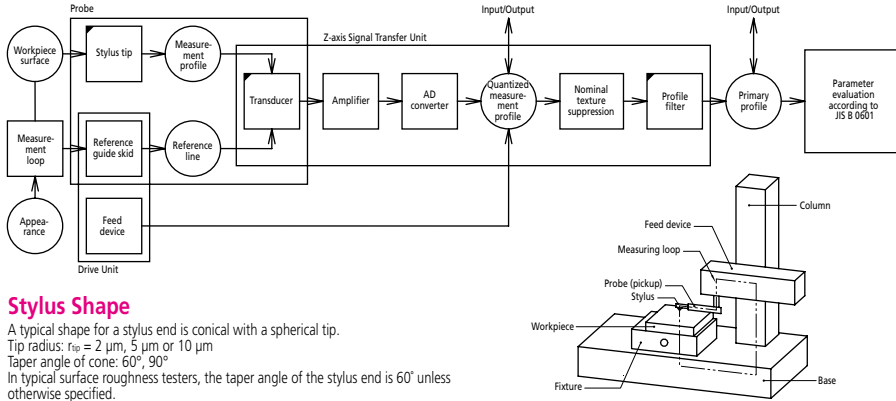 Probe
Input/Output
Input/Output
Z-axis Signal Transfer Unit
Workpiece
surface
Stylus tip
Measure-
ment
profile
Transducer
Amplifier
AD
converter
Quantized
measure-
ment
profile
Nominal
texture
suppression
Profile
filter
Primary
profile
Parameter
evaluation
according to
JIS B 0601
Measure-
ment
loop
Reference
guide skid
Reference
line
Appea-
rance
Feed
device
Drive Unit
Column
Feed device
Measuring loop
Probe (pickup)
Stylus
Workpiece
Fixture
Base
Stylus Shape
A typical shape for a stylus end is conical with a spherical tip.
Tip radius: rtip = 2 µm, 5 µm or 10 µm
Taper angle of cone: 60°, 90°
In typical surface roughness testers, the taper angle of the stylus end is 60° unless
otherwise specified.